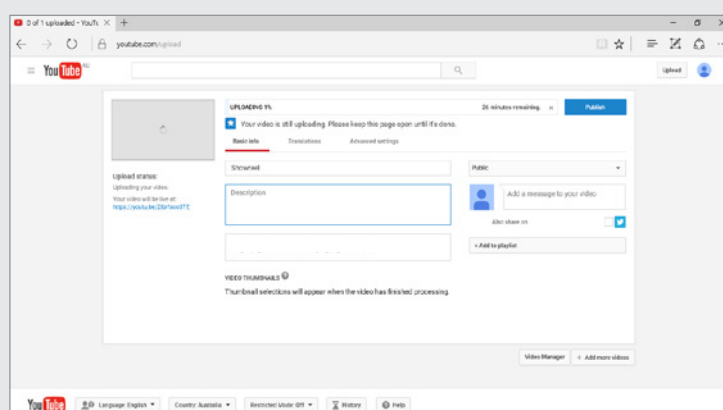 0 of 1 uploaded - YouTu
youtube.com/upload
YouTube AU
Upload
UPLOADING 1%
26 minutes remaining.
Publish
Your video is still uploading. Please keep this page open until it's done.
Basic info
Translations
Advanced settings
Upload status:
Uploading your video.
Your video will be live at:
Showreel
Description
Public
Add a message to your video
Also share on
+ Add to playlist
VIDEO THUMBNAILS ?
Thumbnail selections will appear when the video has finished processing.
Video Manager
+ Add more videos
YouTube
Language: English
Country: Australia
Restricted Mode: Off
History
Help